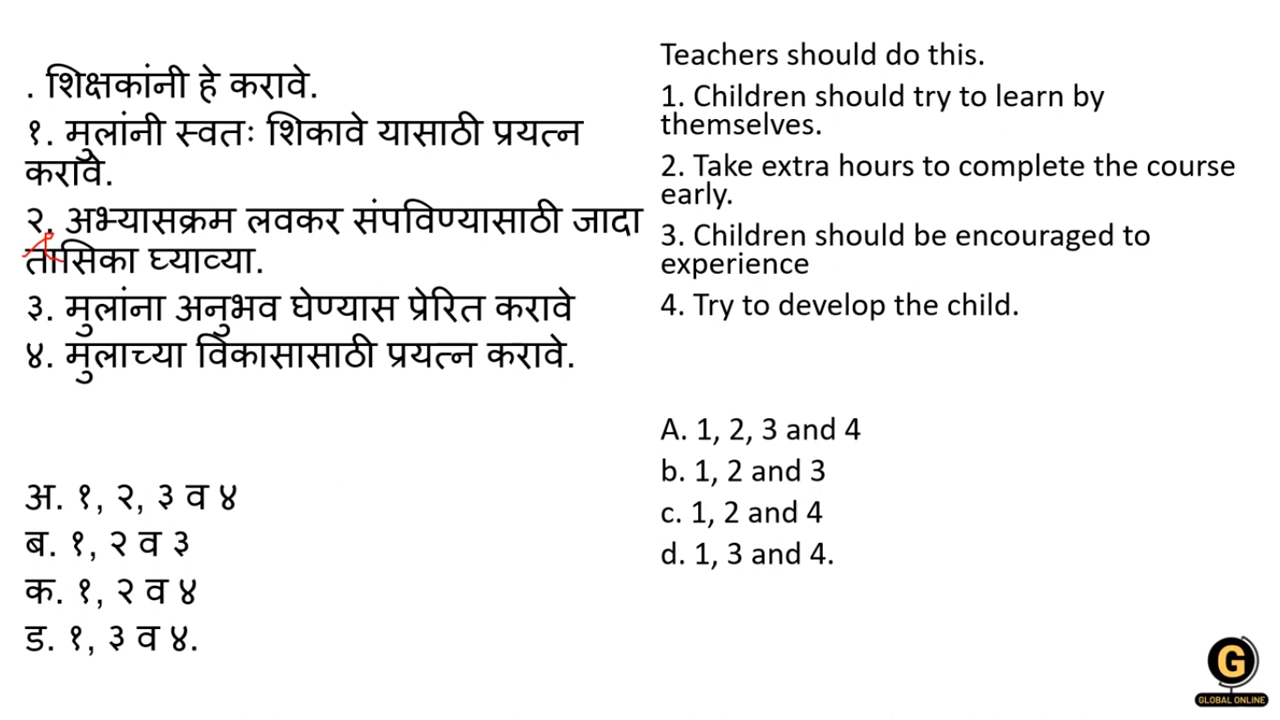 . शिक्षकांनी हे करावे.
१. मुलांनी स्वतः शिकावे यासाठी प्रयत्न
करावे.
२. अभ्यासक्रम लवकर संपविण्यासाठी जादा
तासिका घ्याव्या.
३. मुलांना अनुभव घेण्यास प्रेरित करावे
४. मुलाच्या विकासासाठी प्रयत्न करावे.
अ. १, २, ३ व ४
ब. १, २ व ३
क. १, २ व ४
ड. १, ३ व ४.
Teachers should do this.
1. Children should try to learn by
themselves.
2. Take extra hours to complete the course
early.
3. Children should be encouraged to
experience
4. Try to develop the child.
A. 1, 2, 3 and 4
b. 1, 2 and 3
c. 1, 2 and 4
d. 1, 3 and 4.
G
GLOBAL ONLINE